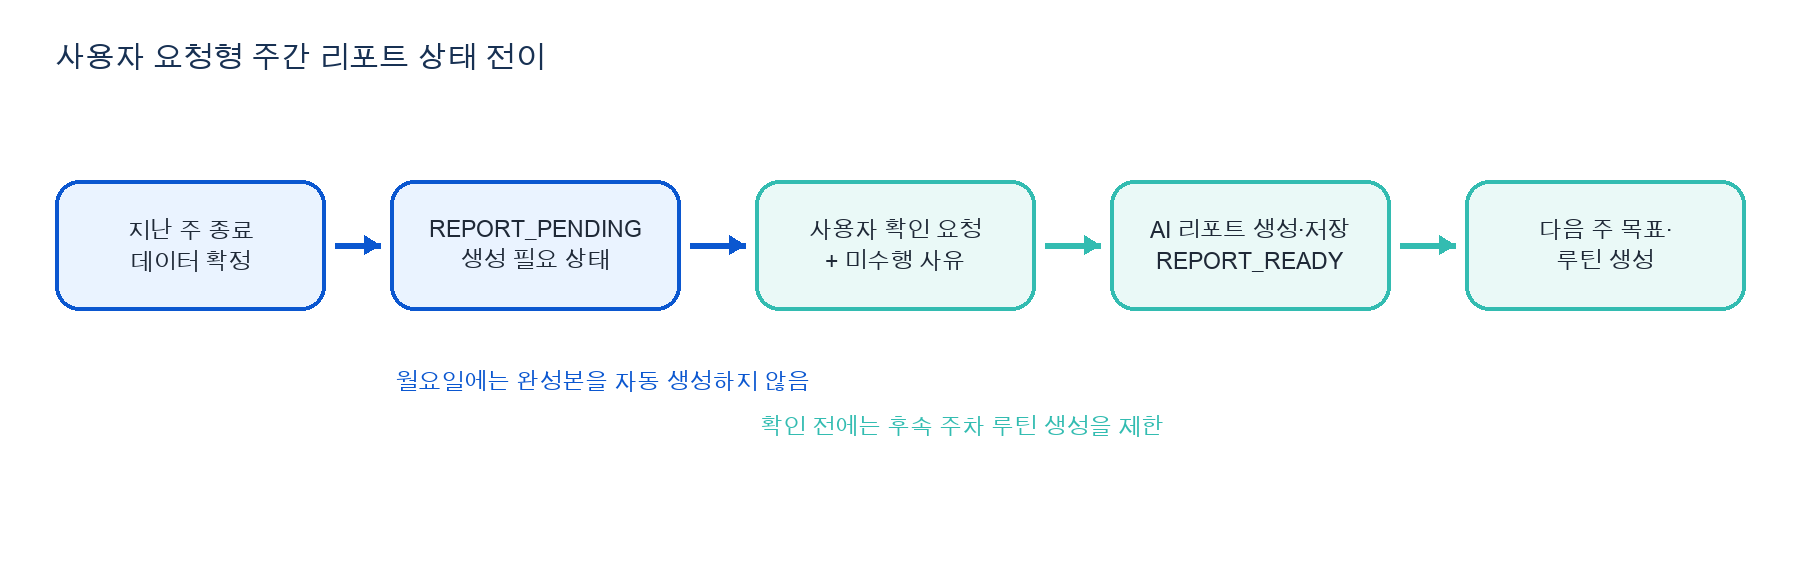 사용자 요청형 주간 리포트 상태 전이
지난 주 종료
데이터 확정
REPORT_PENDING
생성 필요 상태
사용자 확인 요청
+ 미수행 사유
AI 리포트 생성·저장
REPORT_READY
다음 주 목표·
루틴 생성
월요일에는 완성본을 자동 생성하지 않음
확인 전에는 후속 주차 루틴 생성을 제한